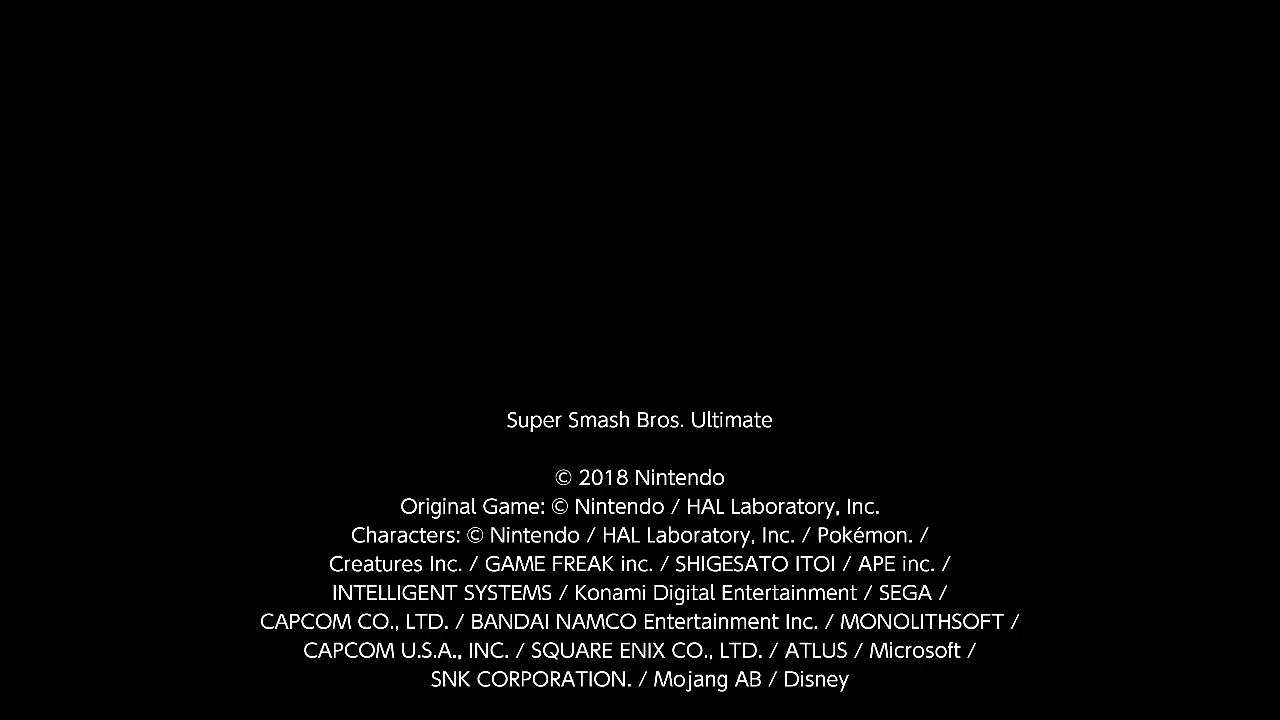 Super Smash Bros. Ultimate
© 2018 Nintendo
Original Game: © Nintendo / HAL Laboratory, Inc.
Characters: © Nintendo / HAL Laboratory, Inc. / Pokémon. /
Creatures Inc. / GAME FREAK inc. / SHIGESATO ITOI / APE inc. /
INTELLIGENT SYSTEMS / Konami Digital Entertainment / SEGA /
CAPCOM CO., LTD. / BANDAI NAMCO Entertainment Inc. / MONOLITHSOFT /
CAPCOM U.S.A., INC. / SQUARE ENIX CO., LTD. / ATLUS / Microsoft /
SNK CORPORATION. / Mojang AB / Disney